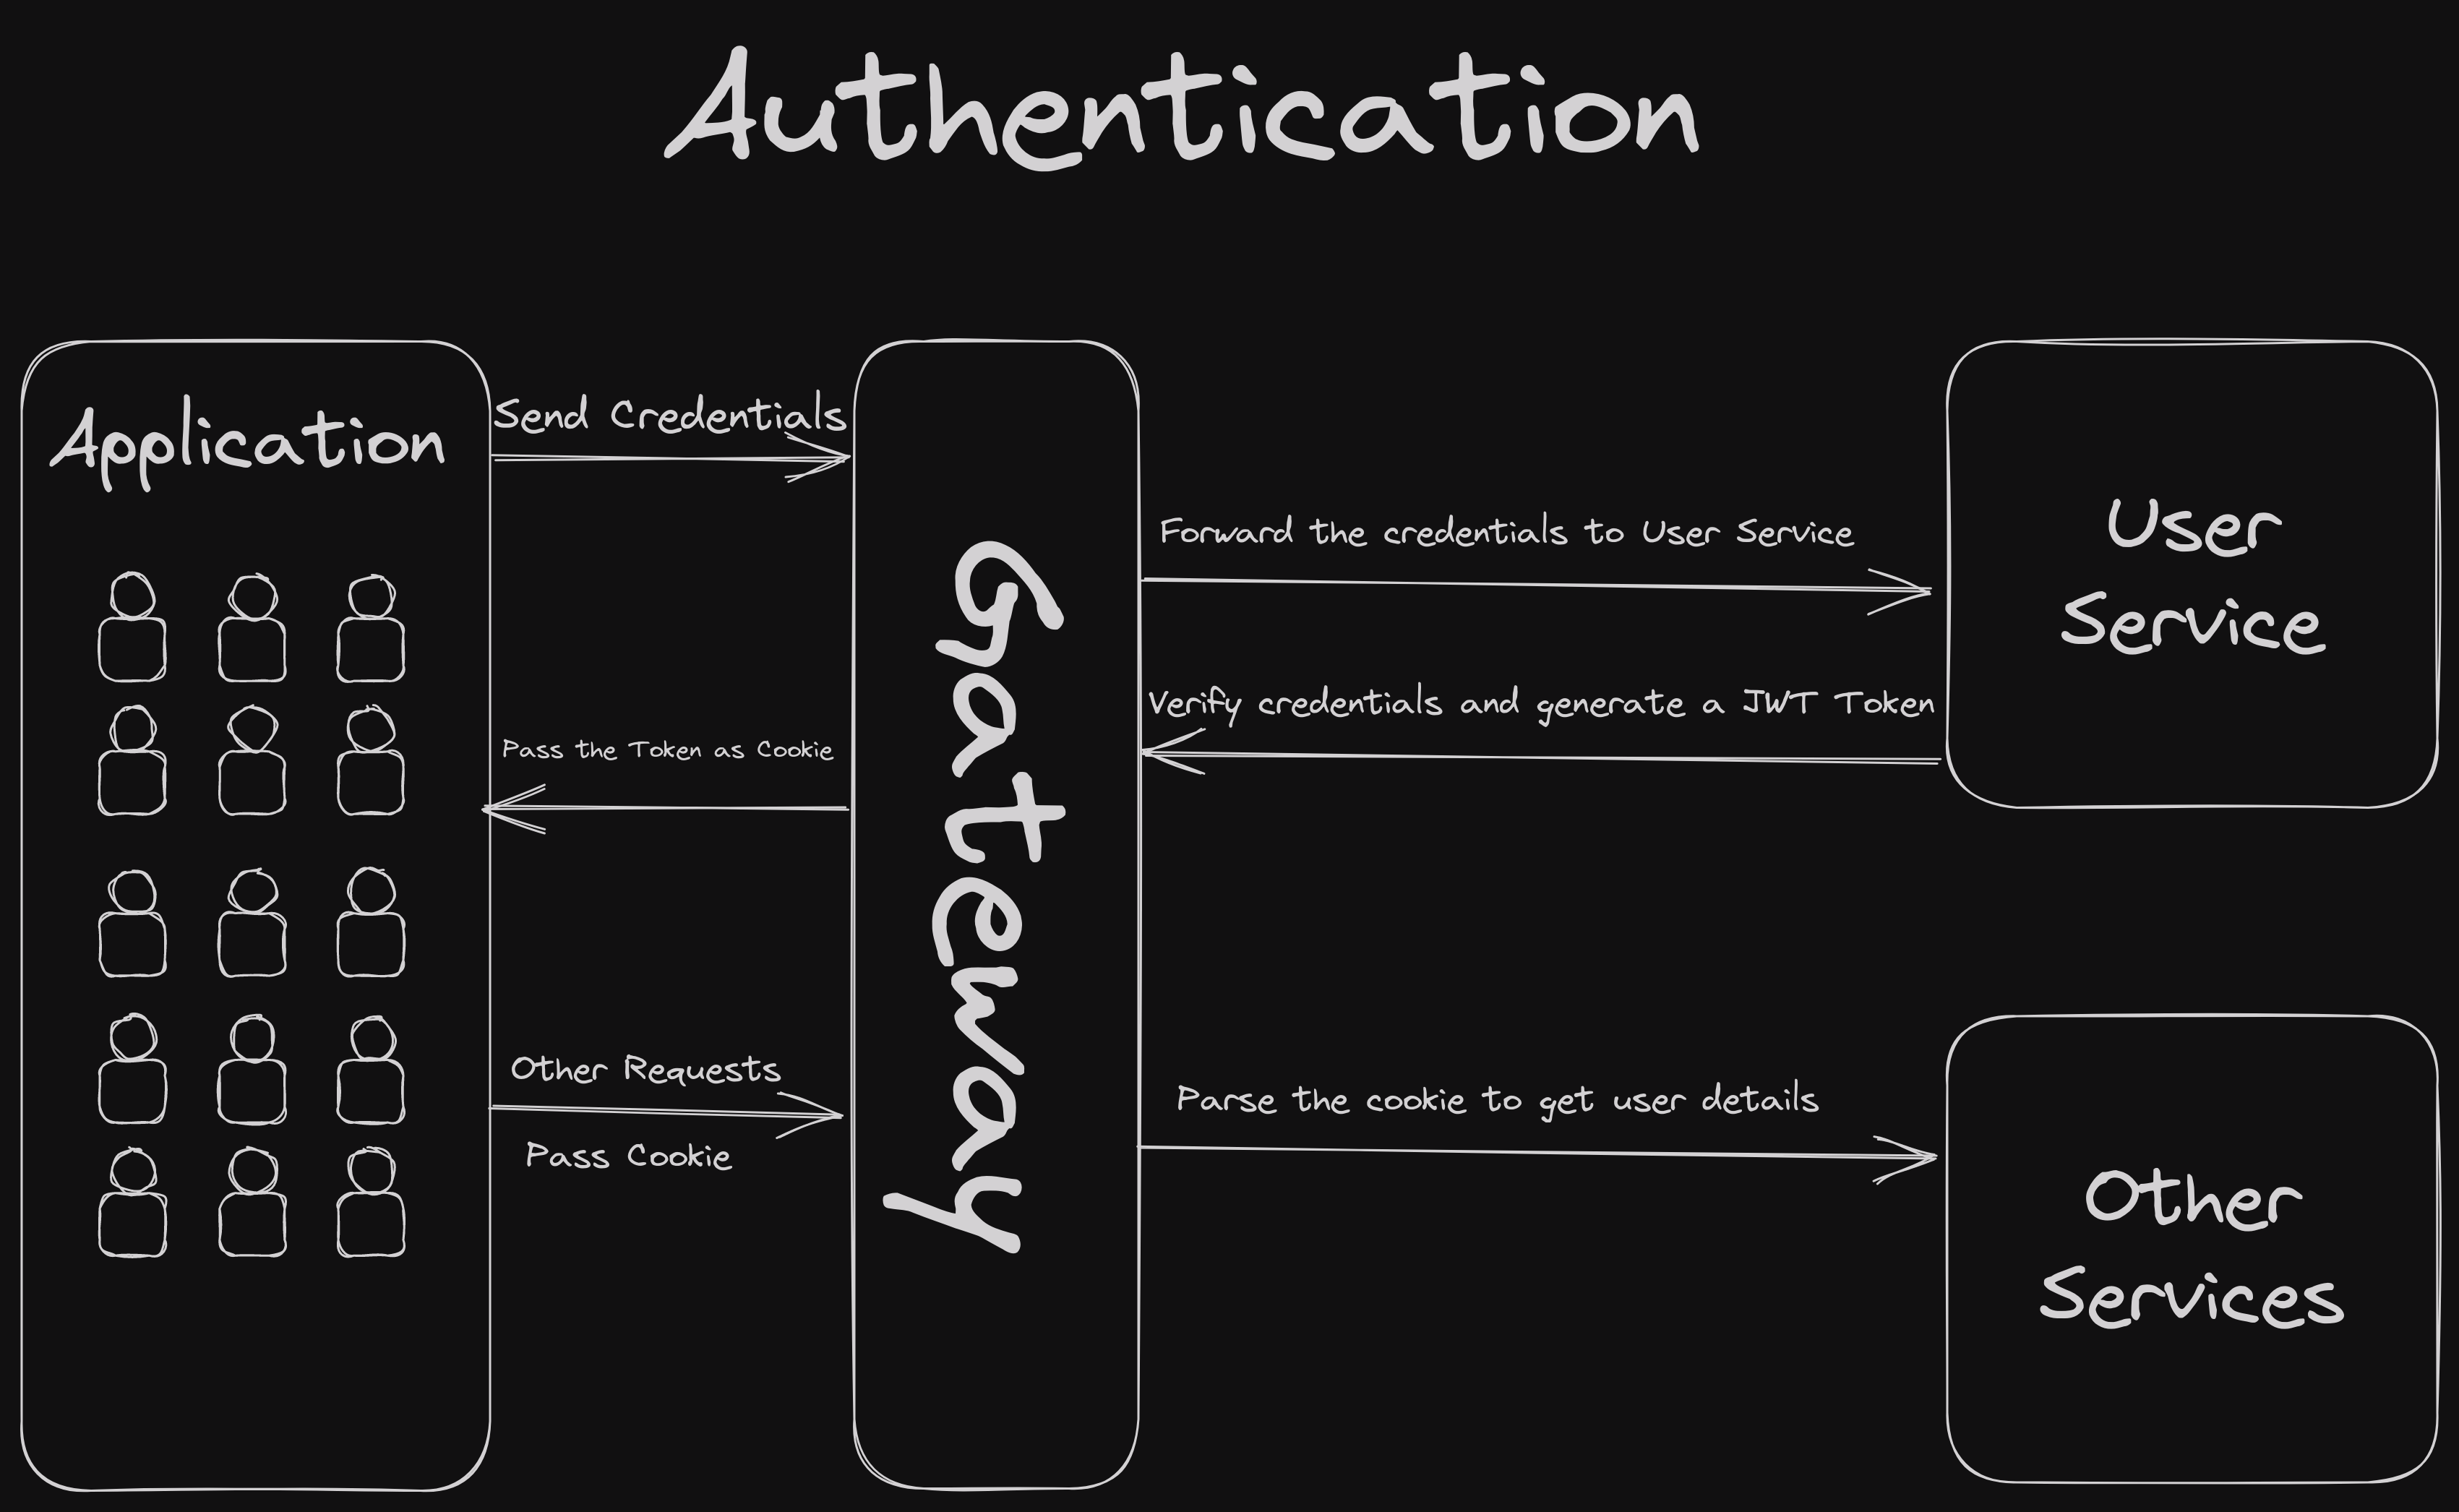 Authentication
Application
Send Credentials
Forward the credentials to User Service
User
Service
Verify credentials and generate a JWT Token
Pass the Token as Cookie
Gateway
Other Requests
Pass Cookie
Parse the cookie to get user details
Other
Services